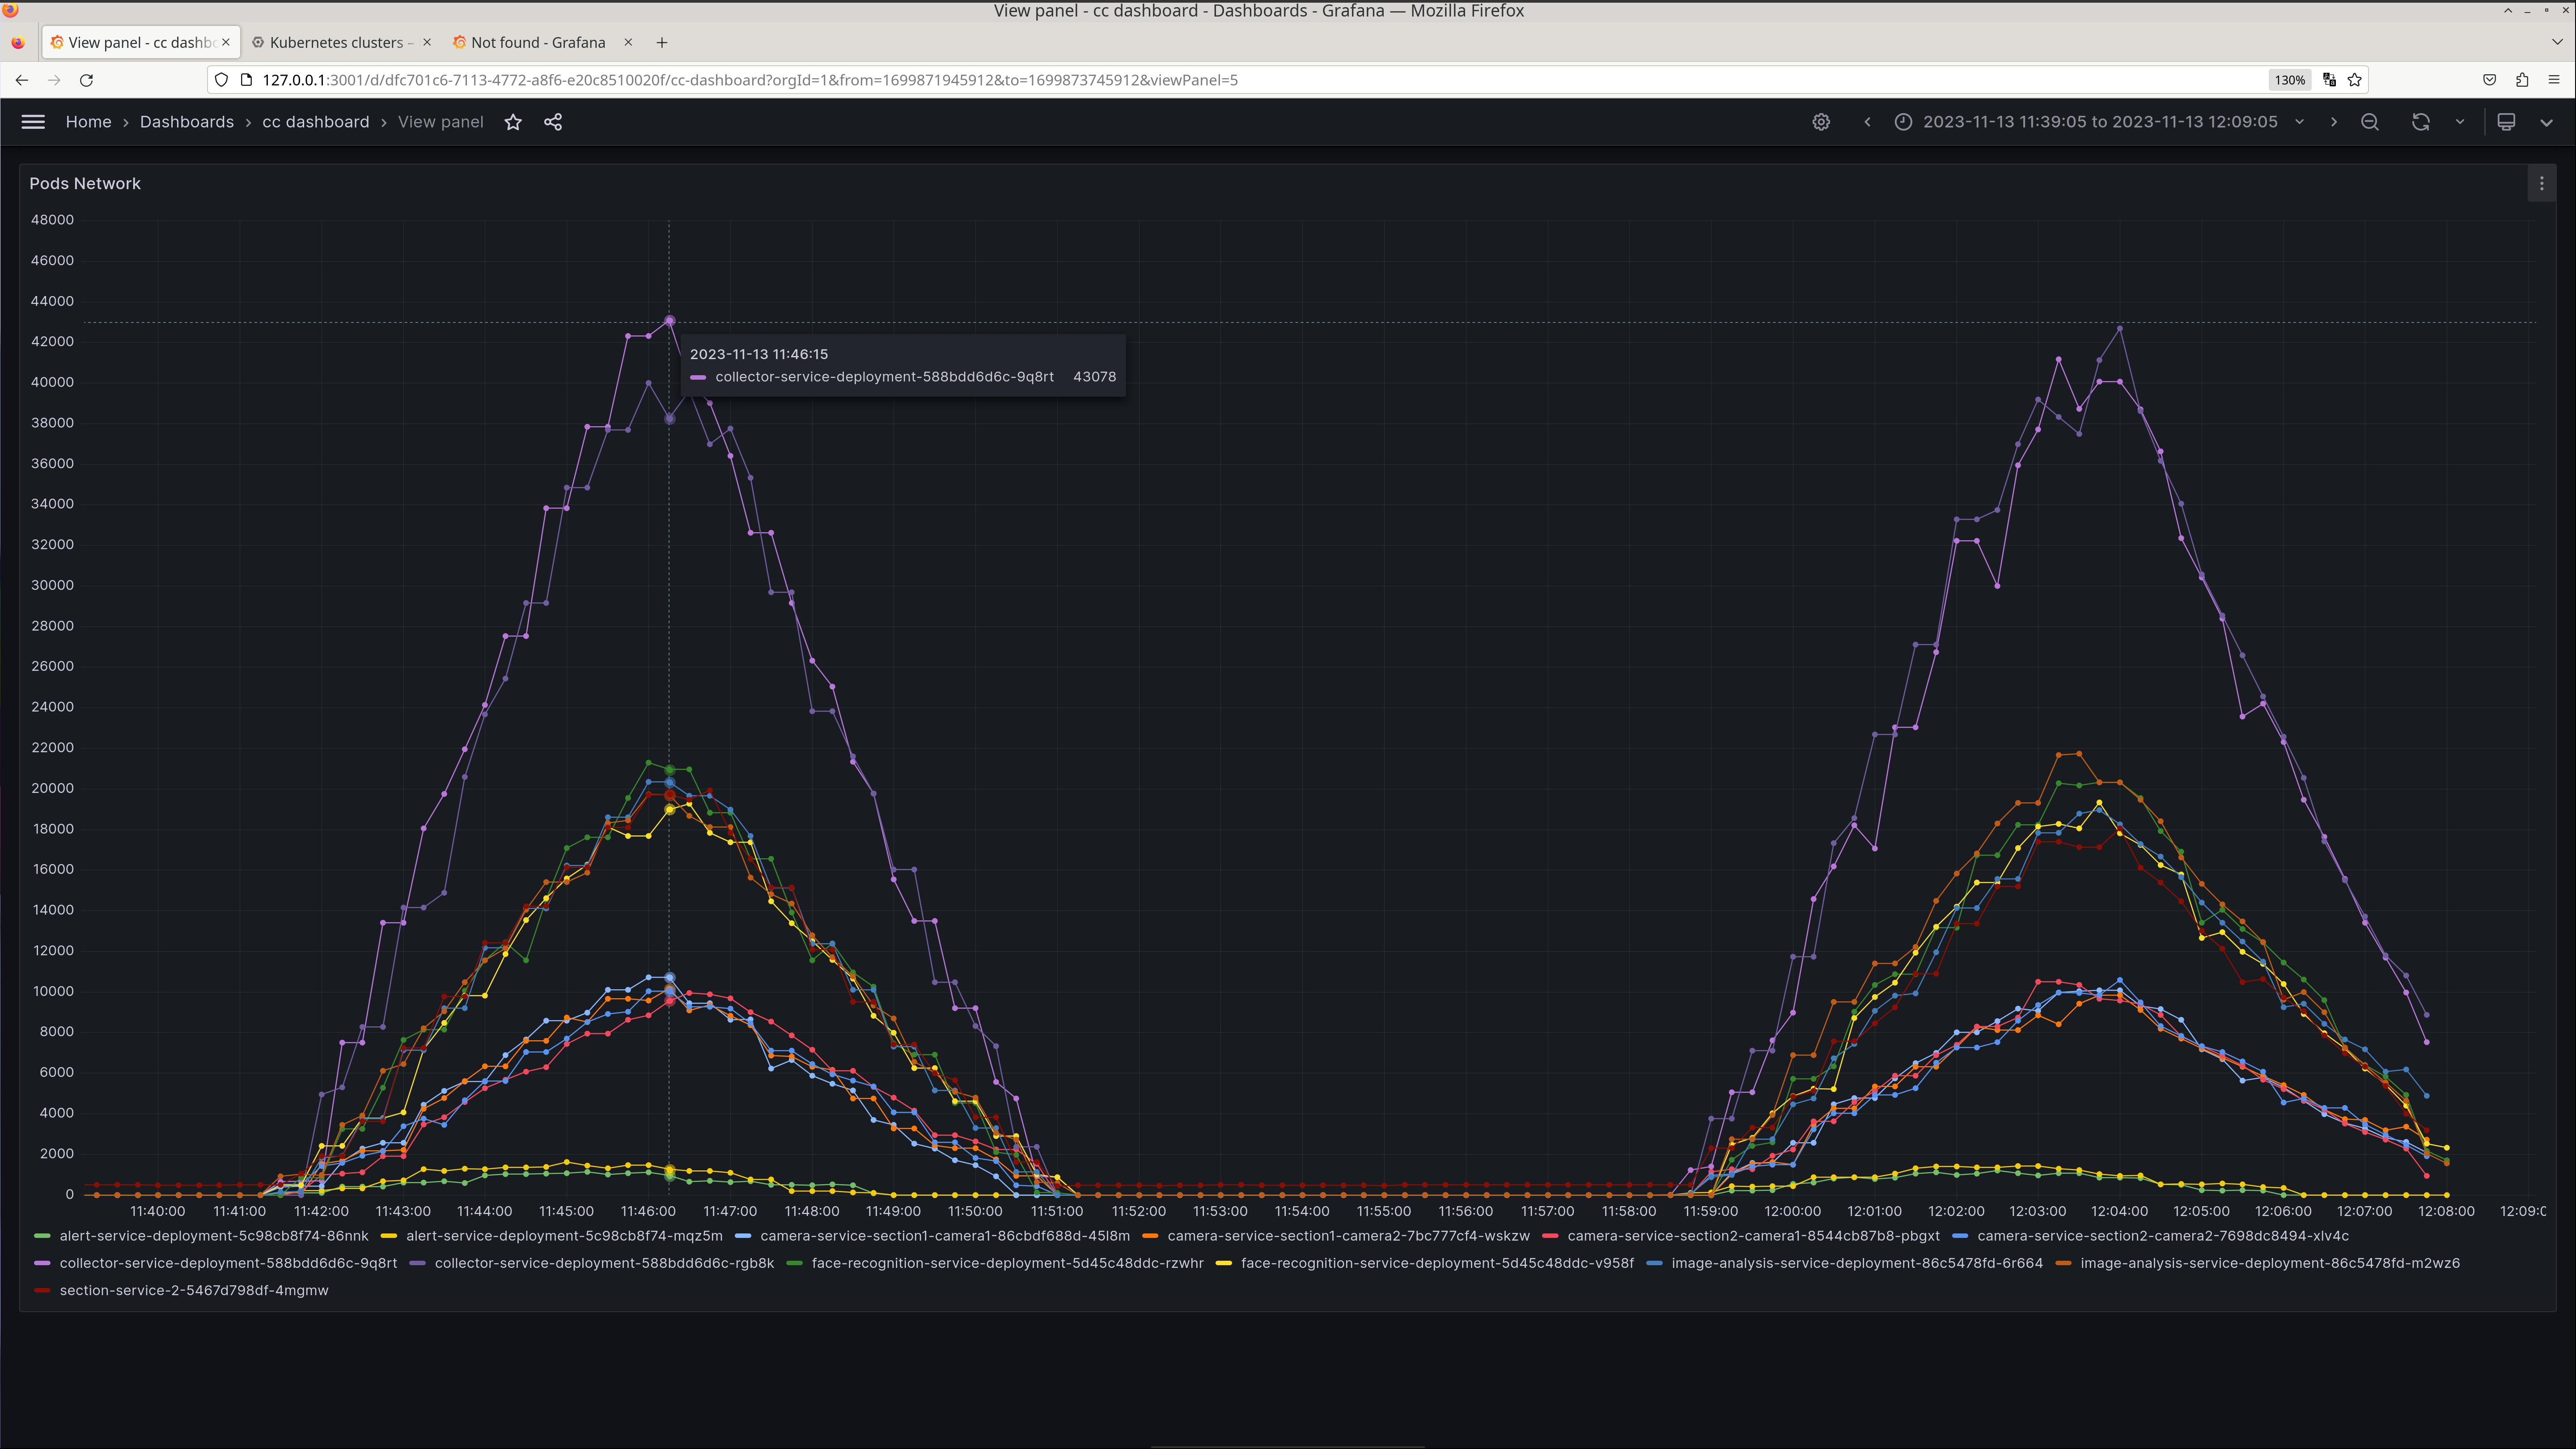 View panel - cc dashboard - Dashboards - Grafana — Mozilla Firefox
View panel - cc dashbo Kubernetes clusters – Not found - Grafana
127.0.0.1:3001/d/dfc701c6-7113-4772-a8f6-e20c8510020f/cc-dashboard?orgId=1&from=1699871945912&to=1699873745912&viewPanel=5 130%
Home Dashboards cc dashboard View panel 2023-11-13 11:39:05 to 2023-11-13 12:09:05
Pods Network
48000
46000
44000
42000
2023-11-13 11:46:15
collector-service-deployment-588bdd6d6c-9q8rt 43078
40000
38000
36000
34000
32000
30000
28000
26000
24000
22000
20000
18000
16000
14000
12000
10000
8000
6000
4000
2000
0
11:40:00 11:41:00 11:42:00 11:43:00 11:44:00 11:45:00 11:46:00 11:47:00 11:48:00 11:49:00 11:50:00 11:51:00 11:52:00 11:53:00 11:54:00 11:55:00 11:56:00 11:57:00 11:58:00 11:59:00 12:00:00 12:01:00 12:02:00 12:03:00 12:04:00 12:05:00 12:06:00 12:07:00 12:08:00 12:09:0
alert-service-deployment-5c98cb8f74-86nnk alert-service-deployment-5c98cb8f74-mqz5m camera-service-section1-camera1-86cbdf688d-45l8m camera-service-section1-camera2-7bc777cf4-wskzw camera-service-section2-camera1-8544cb87b8-pbgxt camera-service-section2-camera2-7698dc8494-xlv4c
collector-service-deployment-588bdd6d6c-9q8rt collector-service-deployment-588bdd6d6c-rgb8k face-recognition-service-deployment-5d45c48ddc-rzwhr face-recognition-service-deployment-5d45c48ddc-v958f image-analysis-service-deployment-86c5478fd-6r664 image-analysis-service-deployment-86c5478fd-m2wz6
section-service-2-5467d798df-4mgmw